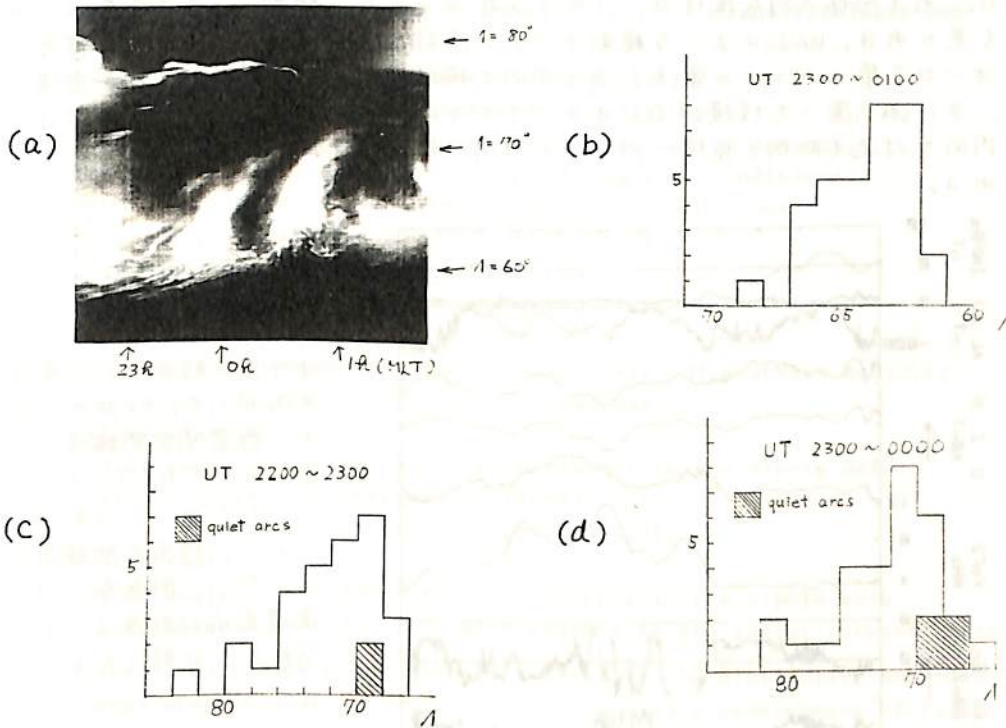 (a)
← Λ = 80°
← Λ = 70°
← Λ = 60°
↑ 23h
↑ 0h
↑ 1h (MLT)
(b)
UT 2300 ~ 0100
5
70 65 60 Λ
(c)
UT 2200 ~ 2300
quiet arcs
5
80 70 Λ
(d)
UT 2300 ~ 0000
quiet arcs
5
80 70 Λ